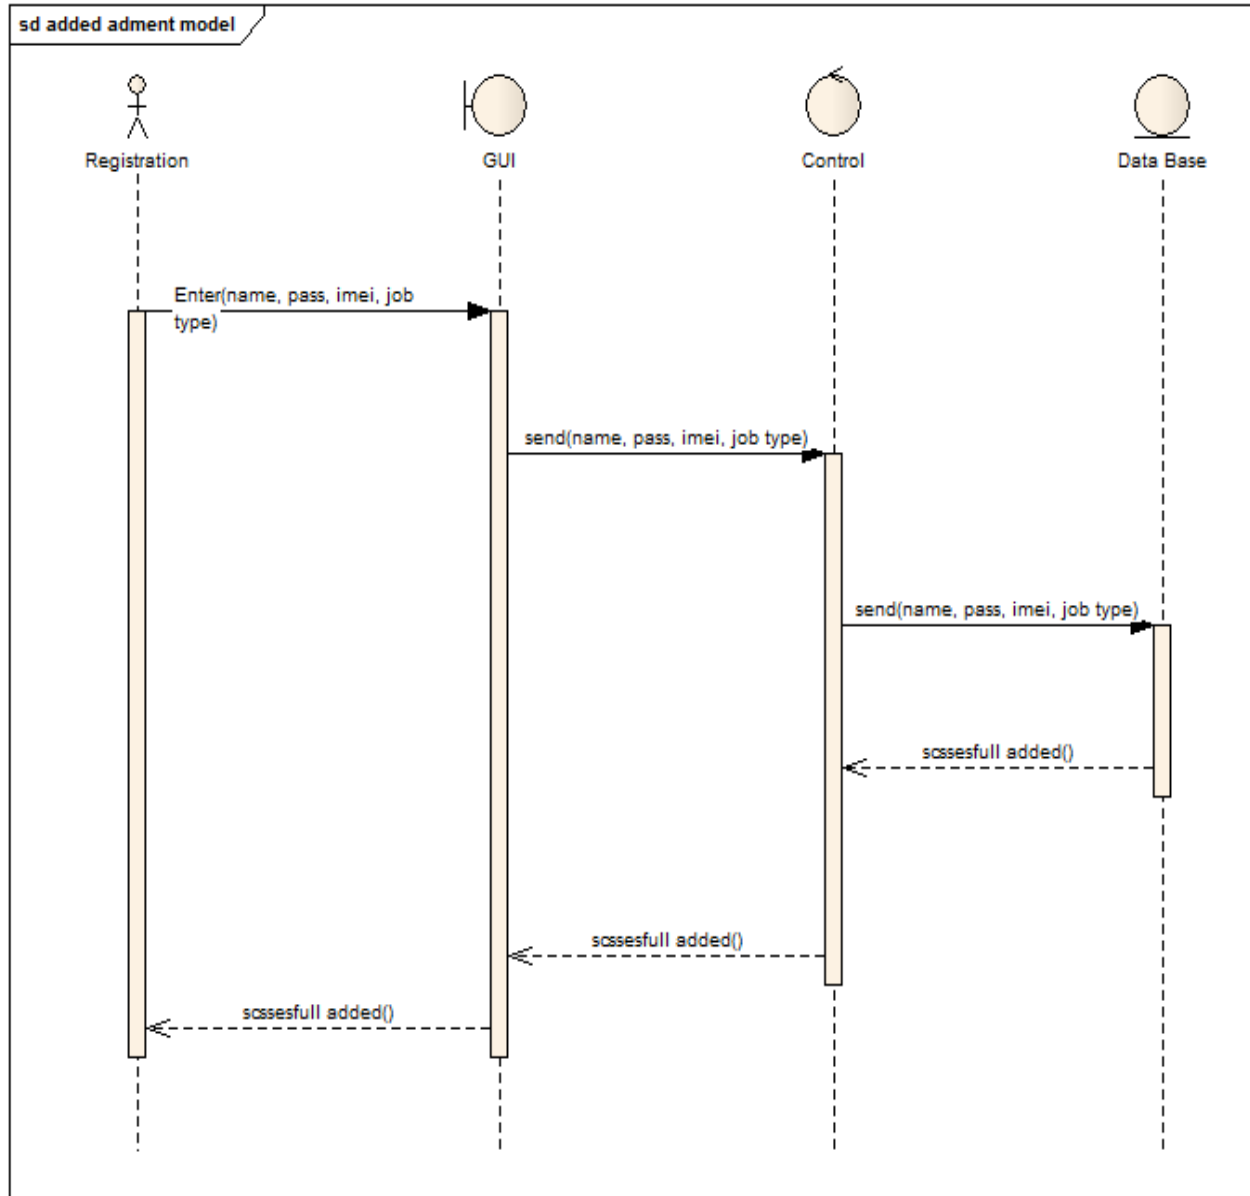 sd added adment model
Registration
GUI
Control
Data Base
Enter(name, pass, imei, job
type)
send(name, pass, imei, job type)
send(name, pass, imei, job type)
scssesfull added()
scssesfull added()
scssesfull added()